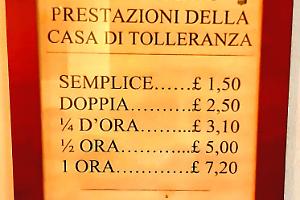 PRESTAZIONI DELLA
CASA DI TOLLERANZA
SEMPLICE......£ 1,50
DOPPIA.........£ 2,50
¼ D'ORA.........£ 3,10
½ ORA.........£ 5,00
1 ORA............£ 7,20